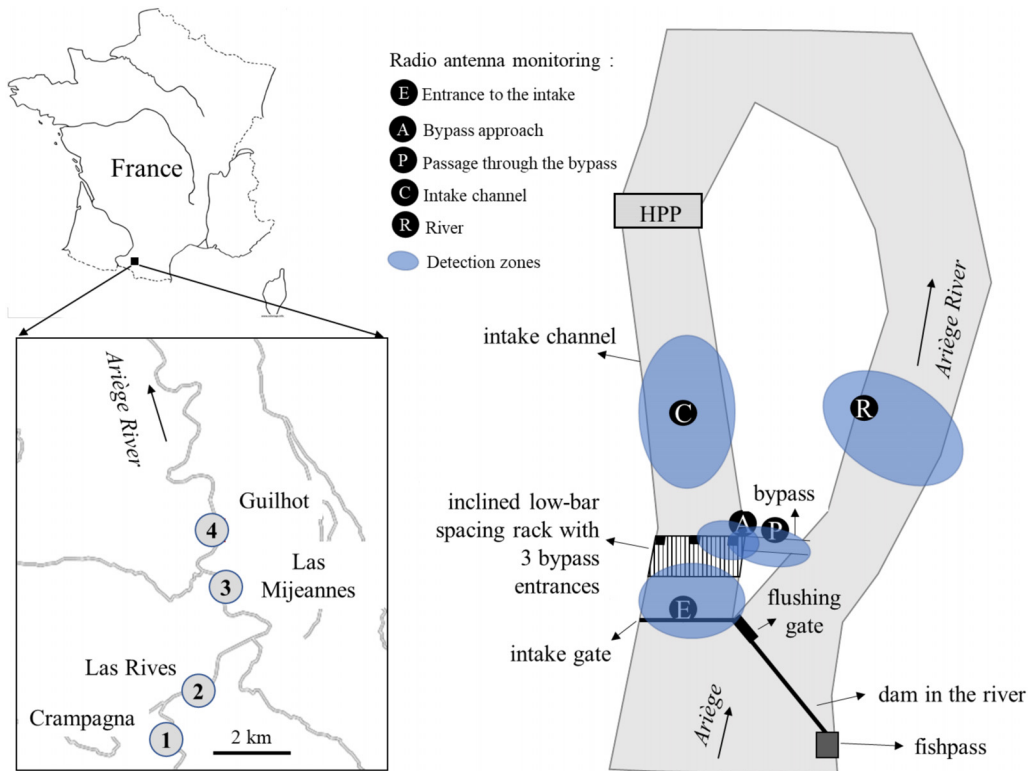 France
Radio antenna monitoring :
E Entrance to the intake
A Bypass approach
P Passage through the bypass
C Intake channel
R River
Detection zones
Ariège River
Guilhot
4
Las
Mijeannes
3
Las Rives
2
Crampagna
1
2 km
HPP
intake channel
C
R
Ariège River
bypass
A
P
inclined low-bar
spacing rack with
3 bypass
entrances
E
flushing
gate
intake gate
dam in the river
Ariège
fishpass